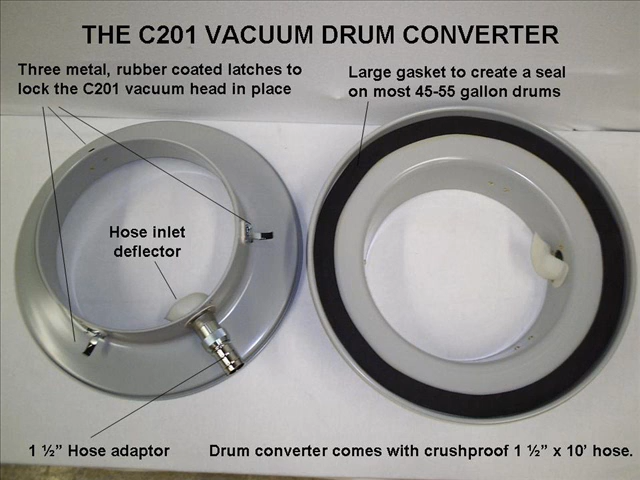 THE C201 VACUUM DRUM CONVERTER
Three metal, rubber coated latches to
lock the C201 vacuum head in place
Large gasket to create a seal
on most 45-55 gallon drums
Hose inlet
deflector
1 ½” Hose adaptor
Drum converter comes with crushproof 1 ½” x 10’ hose.